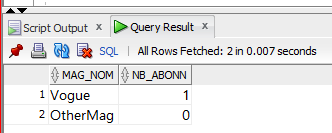 Script Output × Query Result ×
SQL | All Rows Fetched: 2 in 0.007 seconds
MAG_NOM NB_ABONN
1 Vogue 1
2 OtherMag 0